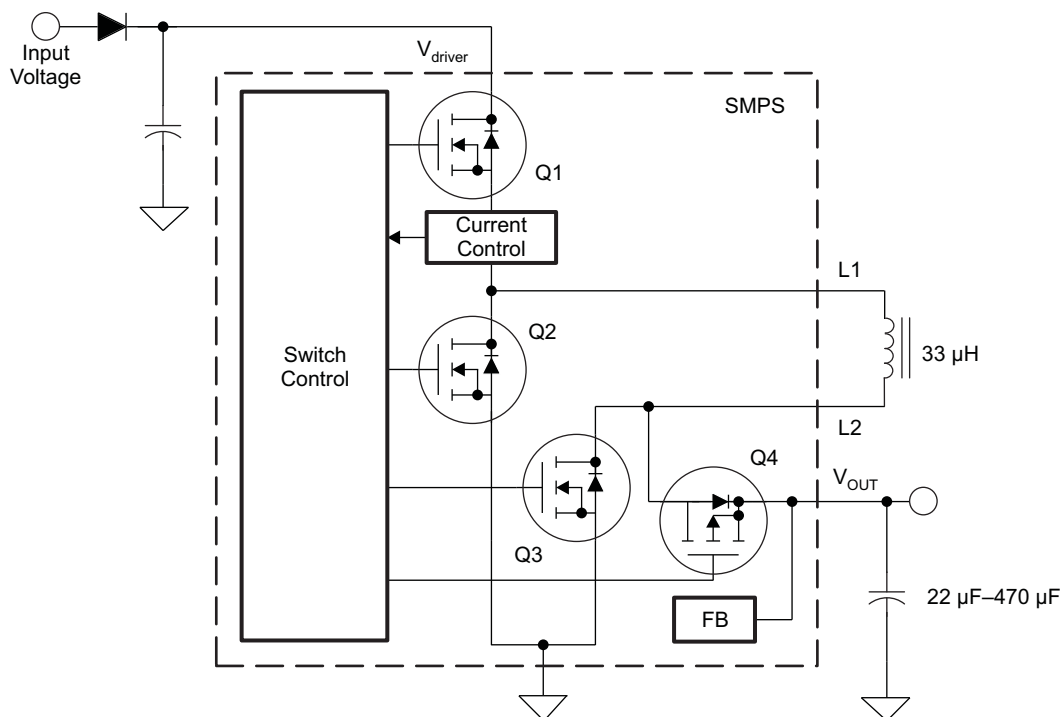 Input
Voltage
V_driver
SMPS
Q1
Current
Control
L1
Q2
Switch
Control
33 µH
L2
Q4
V_OUT
Q3
FB
22 µF–470 µF